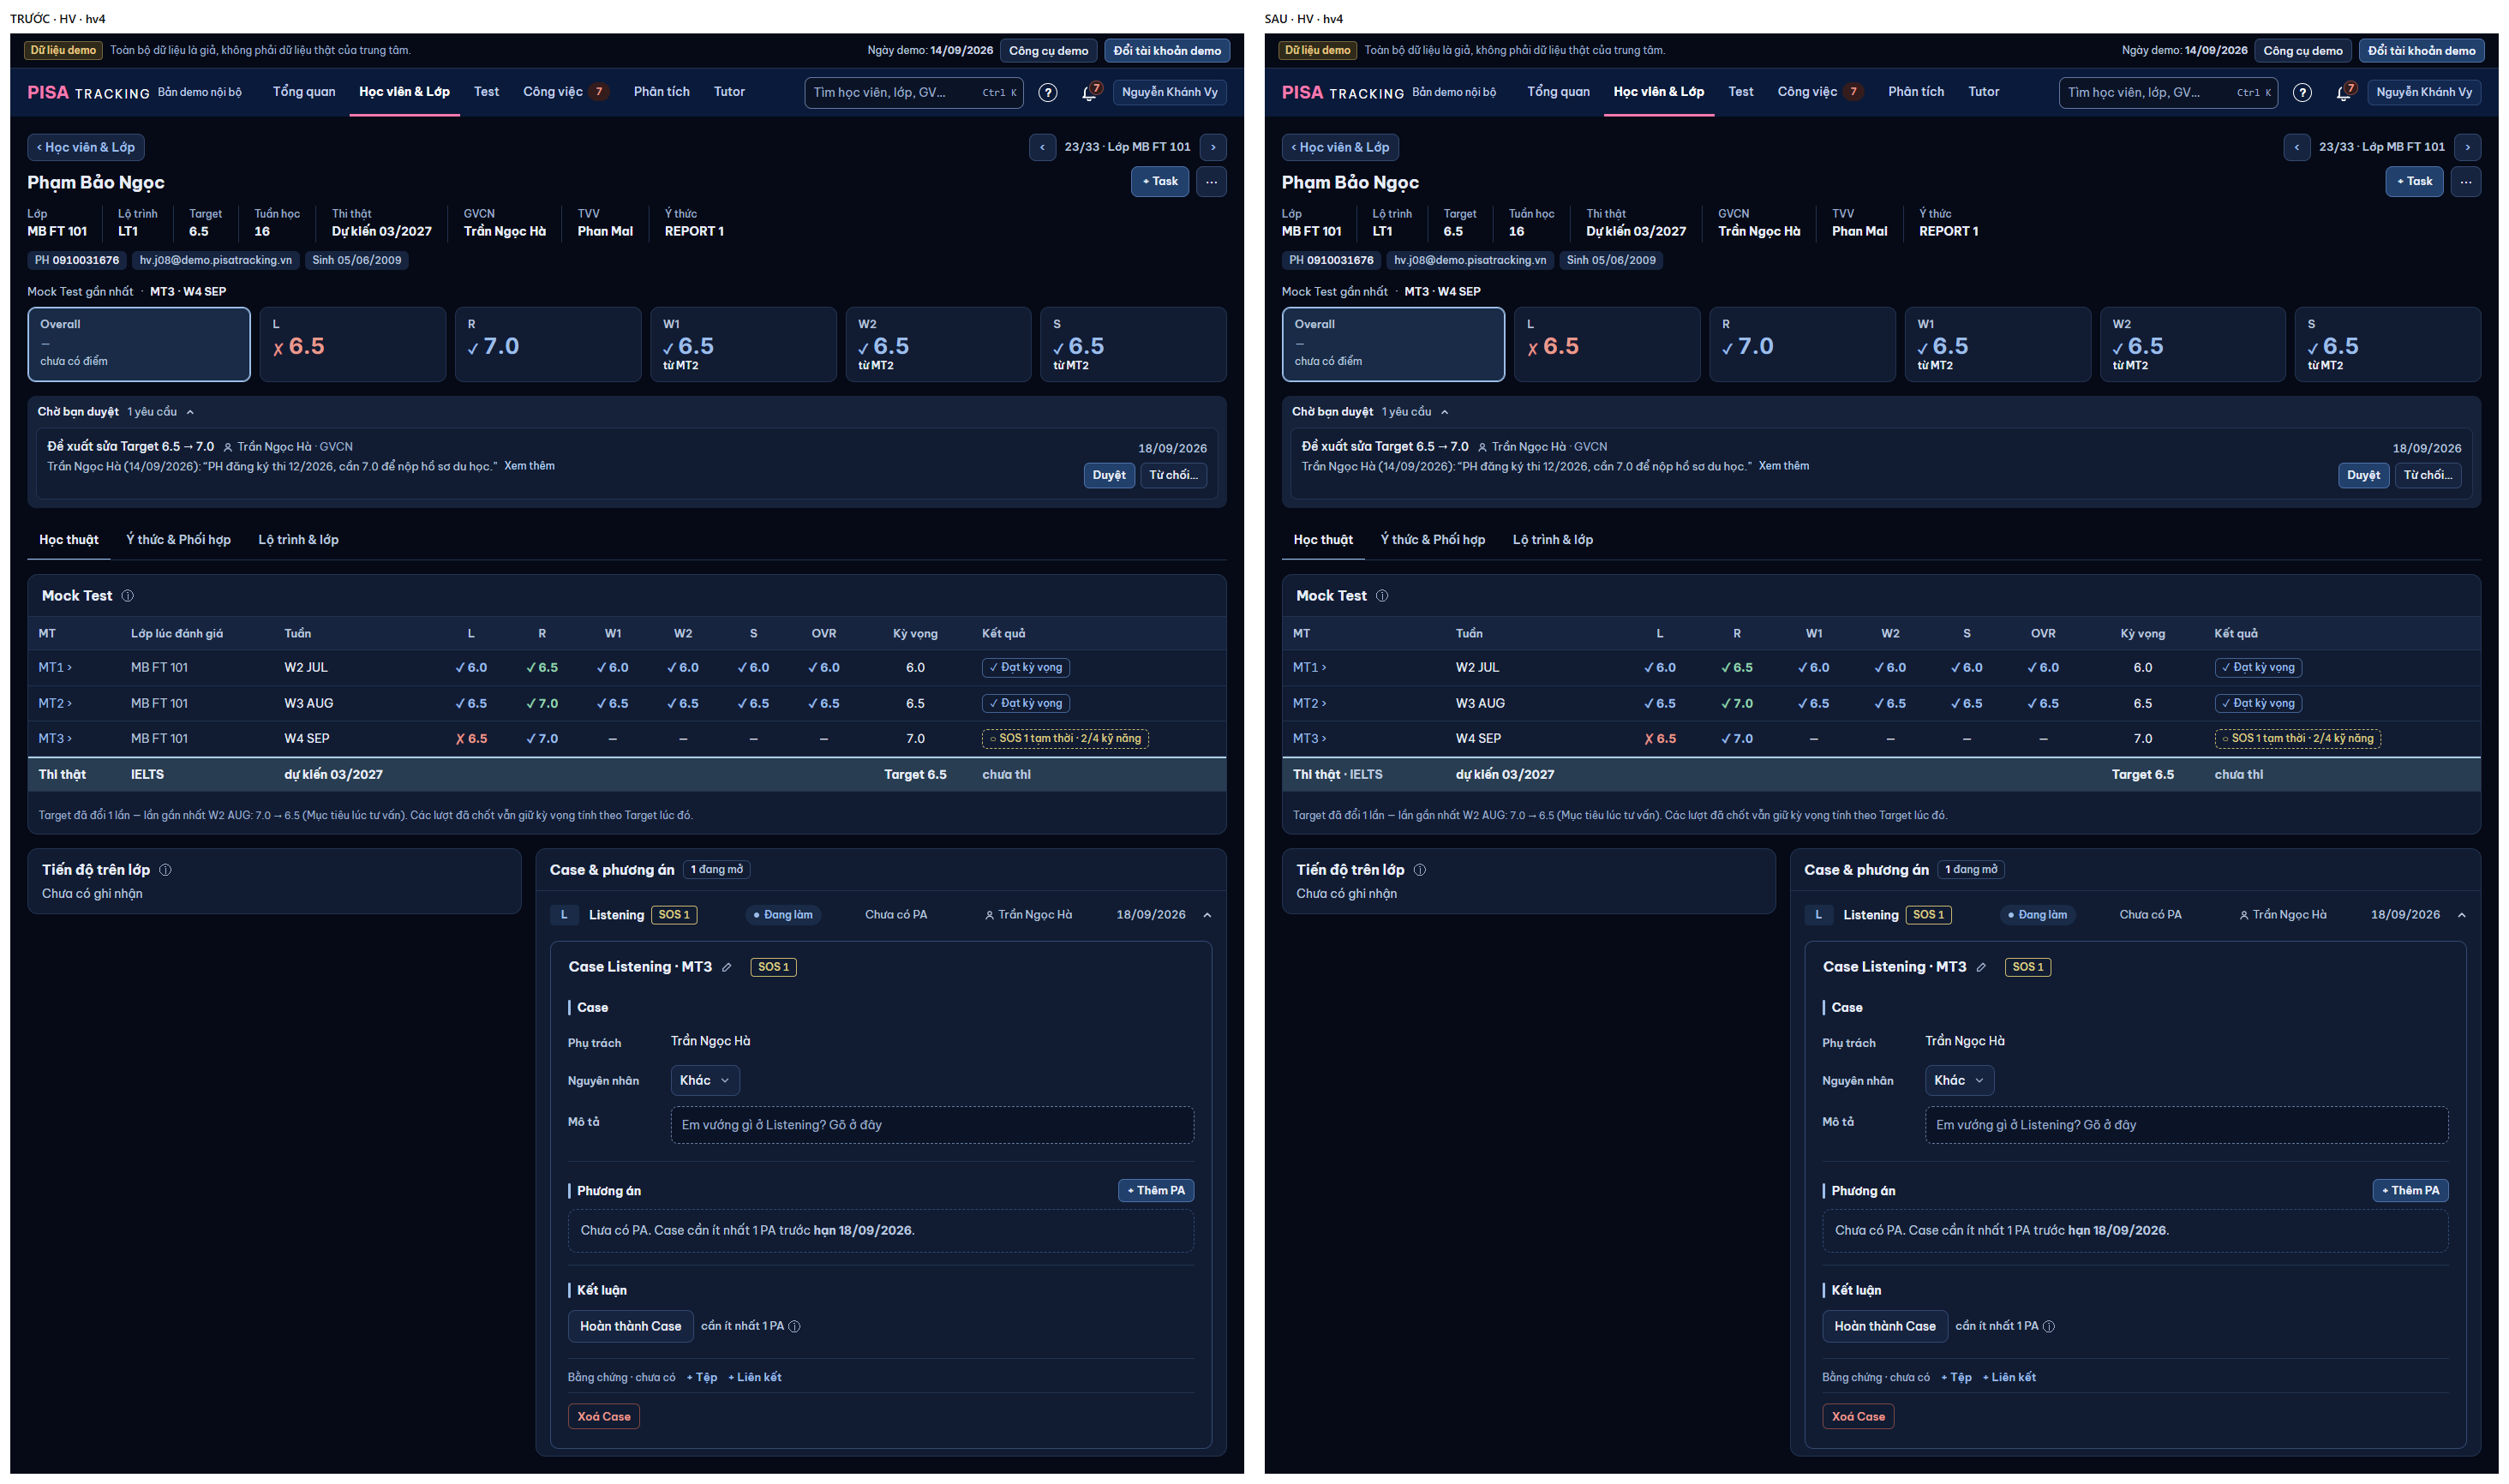 TRƯỚC · HV · hv4
Dữ liệu demo Toàn bộ dữ liệu là giả, không phải dữ liệu thật của trung tâm. Ngày demo: 14/09/2026 Công cụ demo Đổi tài khoản demo
PISA TRACKING Bản demo nội bộ Tổng quan Học viên & Lớp Test Công việc 7 Phân tích Tutor Tìm học viên, lớp, GV... Ctrl K ? 7 Nguyễn Khánh Vy
‹ Học viên & Lớp ‹ 23/33 · Lớp MB FT 101 ›
Phạm Bảo Ngọc + Task ...
Lớp Lộ trình Target Tuần học Thi thật GVCN TVV Ý thức
MB FT 101 LT1 6.5 16 Dự kiến 03/2027 Trần Ngọc Hà Phan Mai REPORT 1
PH 0910031676 hv.j08@demo.pisatracking.vn Sinh 05/06/2009
Mock Test gần nhất · MT3 · W4 SEP
Overall L R W1 W2 S
— ✗ 6.5 ✓ 7.0 ✓ 6.5 ✓ 6.5 ✓ 6.5
chưa có điểm từ MT2 từ MT2 từ MT2
Chờ bạn duyệt 1 yêu cầu
Đề xuất sửa Target 6.5 → 7.0 Trần Ngọc Hà · GVCN 18/09/2026
Trần Ngọc Hà (14/09/2026): "PH đăng ký thi 12/2026, cần 7.0 để nộp hồ sơ du học." Xem thêm
Duyệt Từ chối...
Học thuật Ý thức & Phối hợp Lộ trình & lớp
Mock Test ⓘ
MT Lớp lúc đánh giá Tuần L R W1 W2 S OVR Kỳ vọng Kết quả
MT1 › MB FT 101 W2 JUL ✓ 6.0 ✓ 6.5 ✓ 6.0 ✓ 6.0 ✓ 6.0 ✓ 6.0 6.0 ✓ Đạt kỳ vọng
MT2 › MB FT 101 W3 AUG ✓ 6.5 ✓ 7.0 ✓ 6.5 ✓ 6.5 ✓ 6.5 ✓ 6.5 6.5 ✓ Đạt kỳ vọng
MT3 › MB FT 101 W4 SEP ✗ 6.5 ✓ 7.0 — — — — 7.0 ○ SOS 1 tạm thời · 2/4 kỹ năng
Thi thật IELTS dự kiến 03/2027 Target 6.5 chưa thi
Target đã đổi 1 lần — lần gần nhất W2 AUG: 7.0 → 6.5 (Mục tiêu lúc tư vấn). Các lượt đã chốt vẫn giữ kỳ vọng tính theo Target lúc đó.
Tiến độ trên lớp ⓘ
Chưa có ghi nhận
Case & phương án 1 đang mở
L Listening SOS 1 • Đang làm Chưa có PA Trần Ngọc Hà 18/09/2026
Case Listening · MT3 SOS 1
Case
Phụ trách Trần Ngọc Hà
Nguyên nhân Khác
Mô tả Em vướng gì ở Listening? Gõ ở đây
Phương án + Thêm PA
Chưa có PA. Case cần ít nhất 1 PA trước hạn 18/09/2026.
Kết luận
Hoàn thành Case cần ít nhất 1 PA ⓘ
Bằng chứng · chưa có + Tệp + Liên kết
Xoá Case
SAU · HV · hv4
Dữ liệu demo Toàn bộ dữ liệu là giả, không phải dữ liệu thật của trung tâm. Ngày demo: 14/09/2026 Công cụ demo Đổi tài khoản demo
PISA TRACKING Bản demo nội bộ Tổng quan Học viên & Lớp Test Công việc 7 Phân tích Tutor Tìm học viên, lớp, GV... Ctrl K ? 7 Nguyễn Khánh Vy
‹ Học viên & Lớp ‹ 23/33 · Lớp MB FT 101 ›
Phạm Bảo Ngọc + Task ...
Lớp Lộ trình Target Tuần học Thi thật GVCN TVV Ý thức
MB FT 101 LT1 6.5 16 Dự kiến 03/2027 Trần Ngọc Hà Phan Mai REPORT 1
PH 0910031676 hv.j08@demo.pisatracking.vn Sinh 05/06/2009
Mock Test gần nhất · MT3 · W4 SEP
Overall L R W1 W2 S
— ✗ 6.5 ✓ 7.0 ✓ 6.5 ✓ 6.5 ✓ 6.5
chưa có điểm từ MT2 từ MT2 từ MT2
Chờ bạn duyệt 1 yêu cầu
Đề xuất sửa Target 6.5 → 7.0 Trần Ngọc Hà · GVCN 18/09/2026
Trần Ngọc Hà (14/09/2026): "PH đăng ký thi 12/2026, cần 7.0 để nộp hồ sơ du học." Xem thêm
Duyệt Từ chối...
Học thuật Ý thức & Phối hợp Lộ trình & lớp
Mock Test ⓘ
MT Tuần L R W1 W2 S OVR Kỳ vọng Kết quả
MT1 › W2 JUL ✓ 6.0 ✓ 6.5 ✓ 6.0 ✓ 6.0 ✓ 6.0 ✓ 6.0 6.0 ✓ Đạt kỳ vọng
MT2 › W3 AUG ✓ 6.5 ✓ 7.0 ✓ 6.5 ✓ 6.5 ✓ 6.5 ✓ 6.5 6.5 ✓ Đạt kỳ vọng
MT3 › W4 SEP ✗ 6.5 ✓ 7.0 — — — — 7.0 ○ SOS 1 tạm thời · 2/4 kỹ năng
Thi thật · IELTS dự kiến 03/2027 Target 6.5 chưa thi
Target đã đổi 1 lần — lần gần nhất W2 AUG: 7.0 → 6.5 (Mục tiêu lúc tư vấn). Các lượt đã chốt vẫn giữ kỳ vọng tính theo Target lúc đó.
Tiến độ trên lớp ⓘ
Chưa có ghi nhận
Case & phương án 1 đang mở
L Listening SOS 1 • Đang làm Chưa có PA Trần Ngọc Hà 18/09/2026
Case Listening · MT3 SOS 1
Case
Phụ trách Trần Ngọc Hà
Nguyên nhân Khác
Mô tả Em vướng gì ở Listening? Gõ ở đây
Phương án + Thêm PA
Chưa có PA. Case cần ít nhất 1 PA trước hạn 18/09/2026.
Kết luận
Hoàn thành Case cần ít nhất 1 PA ⓘ
Bằng chứng · chưa có + Tệp + Liên kết
Xoá Case